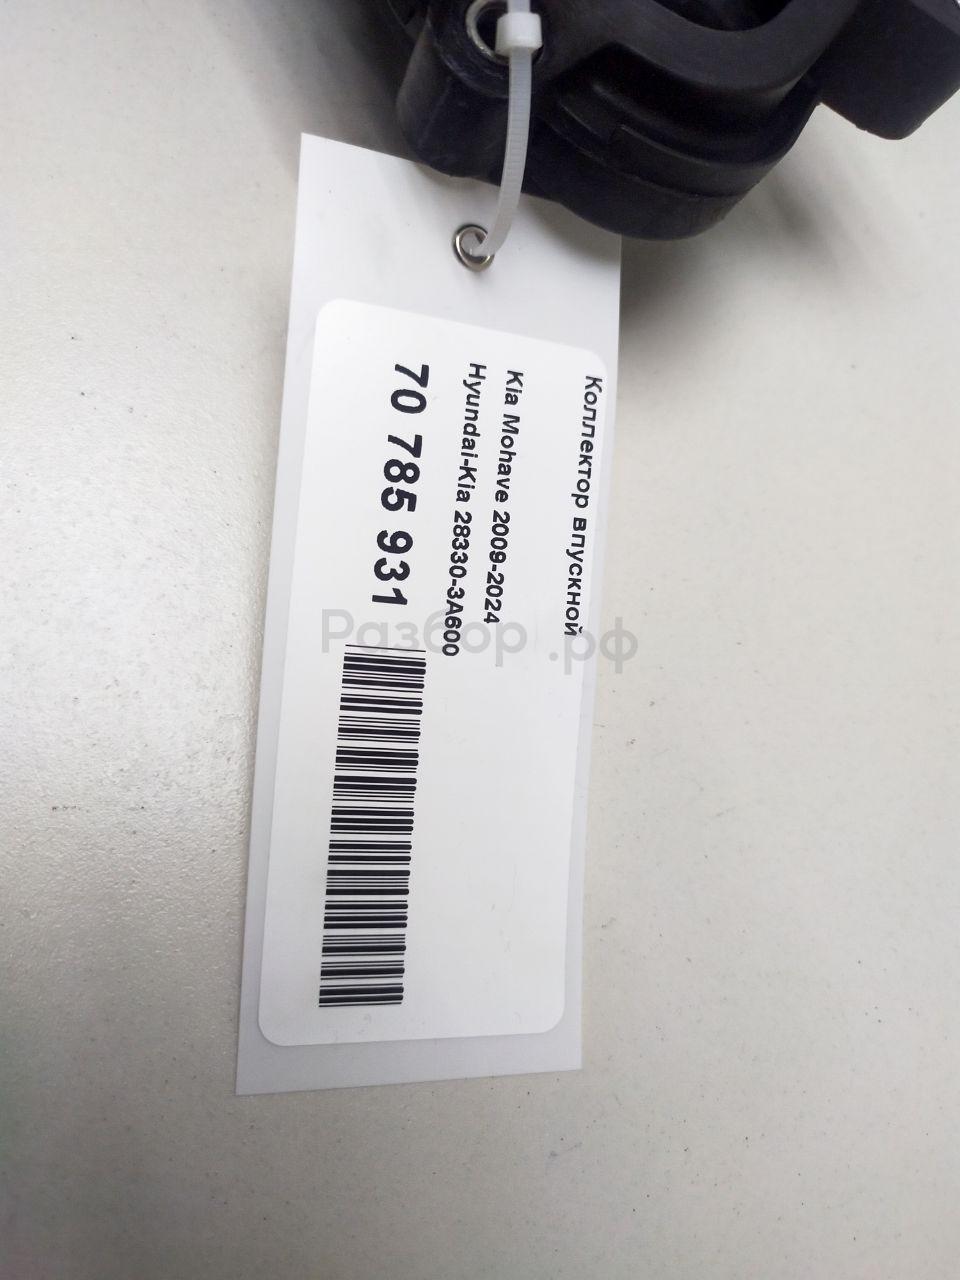 Коллектор впускной
Kia Mohave 2009-2024
Hyundai-Kia 28330-3A600
70 785 931
Разбор.рф